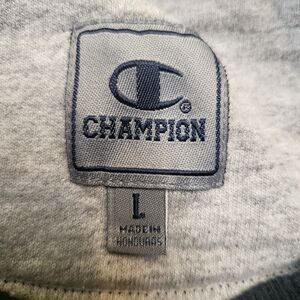 C®
CHAMPION
L
MADE IN
HONDURAS